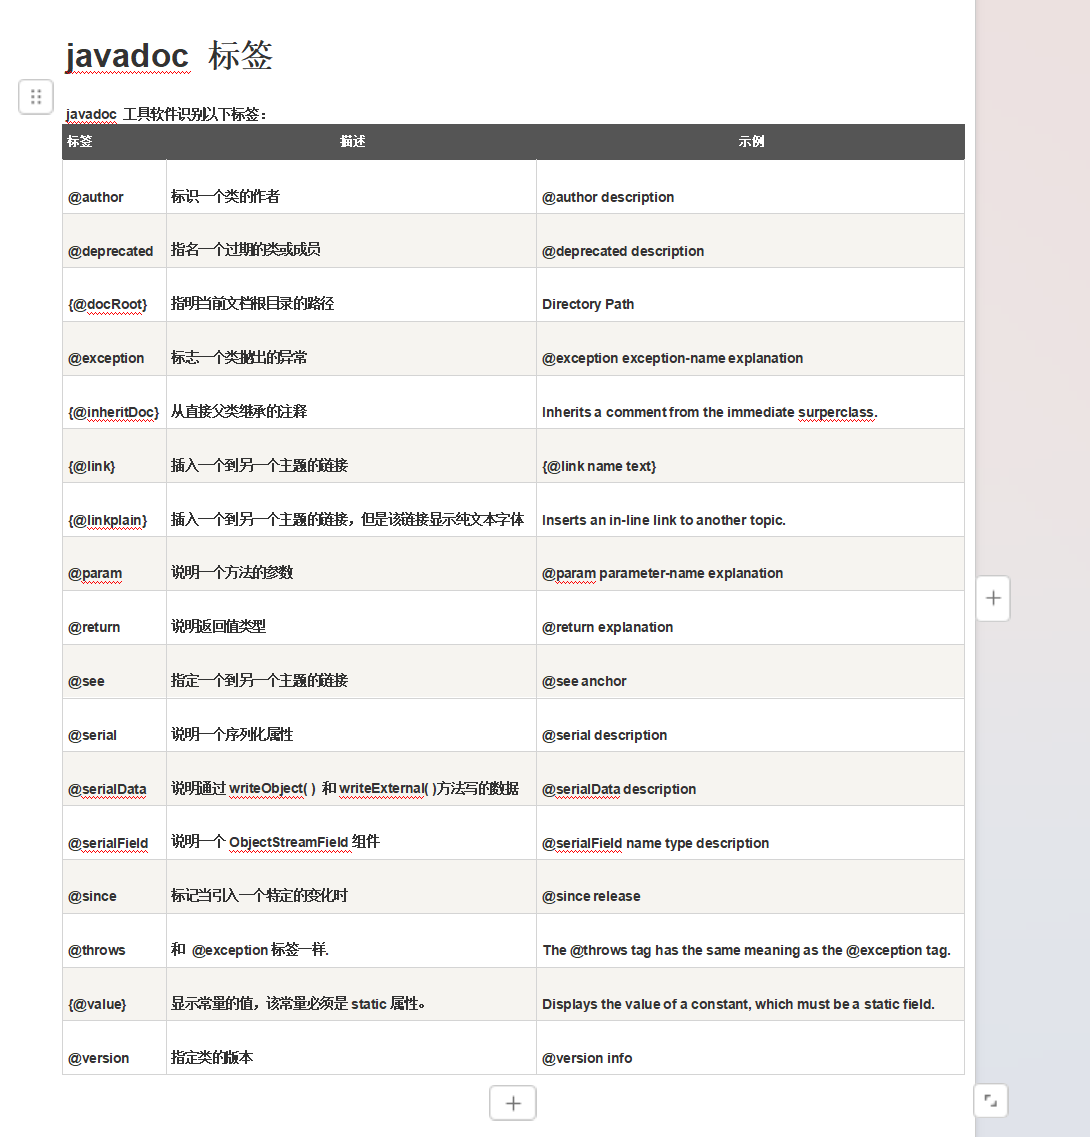 javadoc 标签
javadoc 工具软件识别以下标签：
标签 描述 示例
@author 标识一个类的作者 @author description
@deprecated 指名一个过期的类或成员 @deprecated description
{@docRoot} 指明当前文档根目录的路径 Directory Path
@exception 标志一个类抛出的异常 @exception exception-name explanation
{@inheritDoc} 从直接父类继承的注释 Inherits a comment from the immediate surperclass.
{@link} 插入一个到另一个主题的链接 {@link name text}
{@linkplain} 插入一个到另一个主题的链接，但是该链接显示纯文本字体 Inserts an in-line link to another topic.
@param 说明一个方法的参数 @param parameter-name explanation
@return 说明返回值类型 @return explanation
@see 指定一个到另一个主题的链接 @see anchor
@serial 说明一个序列化属性 @serial description
@serialData 说明通过 writeObject( ) 和 writeExternal( )方法写的数据 @serialData description
@serialField 说明一个 ObjectStreamField 组件 @serialField name type description
@since 标记当引入一个特定的变化时 @since release
@throws 和 @exception 标签一样. The @throws tag has the same meaning as the @exception tag.
{@value} 显示常量的值，该常量必须是 static 属性。 Displays the value of a constant, which must be a static field.
@version 指定类的版本 @version info